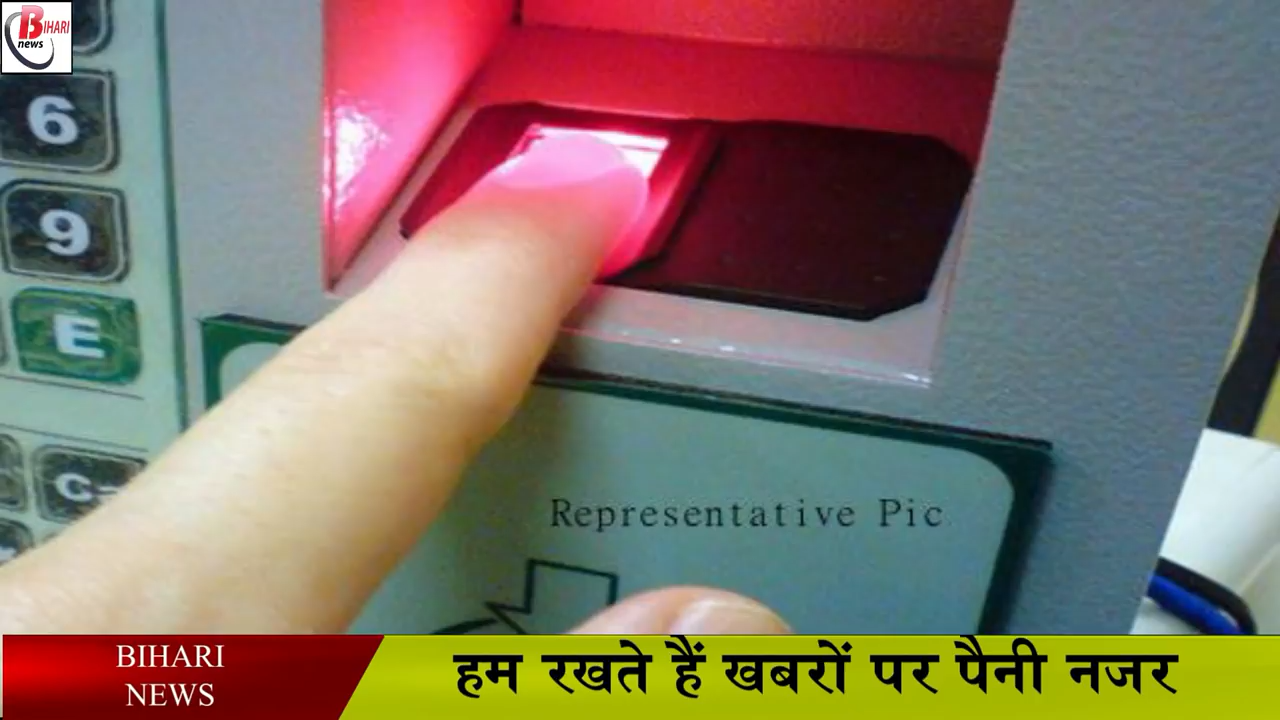 BIHARI
news
6
9
E
C
Representative Pic
BIHARI
NEWS
हम रखते हैं खबरों पर पैनी नजर